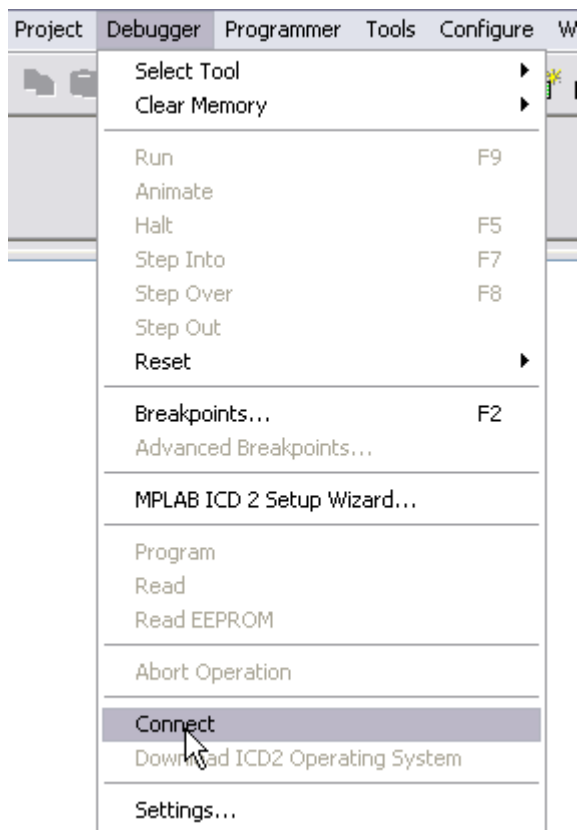 Project Debugger Programmer Tools Configure W
Select Tool
Clear Memory
Run F9
Animate
Halt F5
Step Into F7
Step Over F8
Step Out
Reset
Breakpoints... F2
Advanced Breakpoints...
MPLAB ICD 2 Setup Wizard...
Program
Read
Read EEPROM
Abort Operation
Connect
Download ICD2 Operating System
Settings...